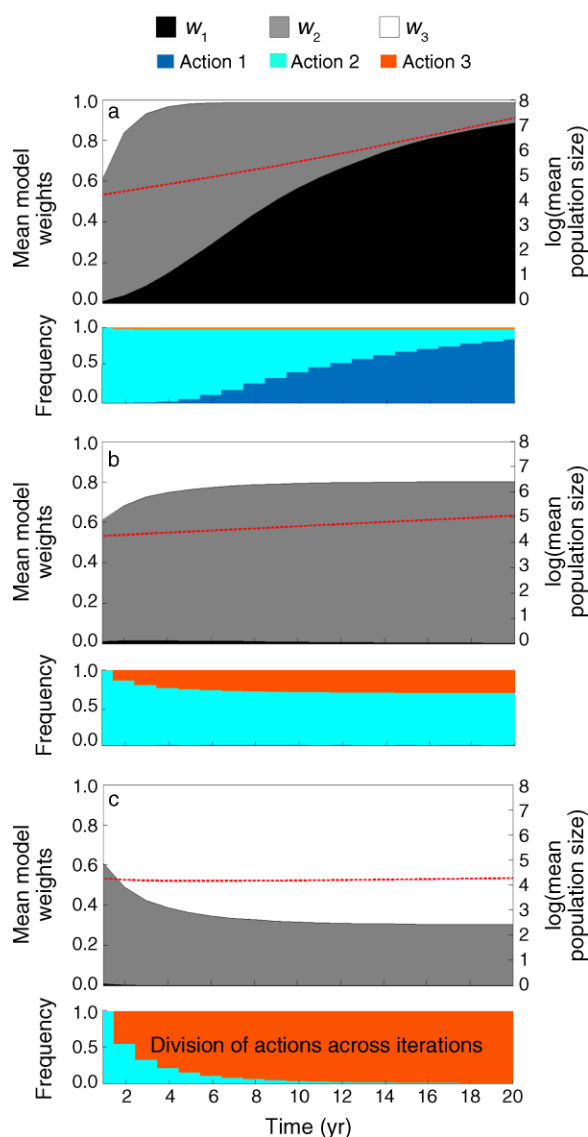 w1 w2 w3
Action 1 Action 2 Action 3
a
Mean model
weights
1.0
0.8
0.6
0.4
0.2
0.0
8
7
6
5
4
3
2
1
0
log(mean
population size)
Frequency
1.0
0.5
0.0
b
Mean model
weights
1.0
0.8
0.6
0.4
0.2
0.0
8
7
6
5
4
3
2
1
0
log(mean
population size)
Frequency
1.0
0.5
0.0
c
Mean model
weights
1.0
0.8
0.6
0.4
0.2
0.0
8
7
6
5
4
3
2
1
0
log(mean
population size)
Frequency
1.0
0.5
0.0
Division of actions across iterations
2 4 6 8 10 12 14 16 18 20
Time (yr)